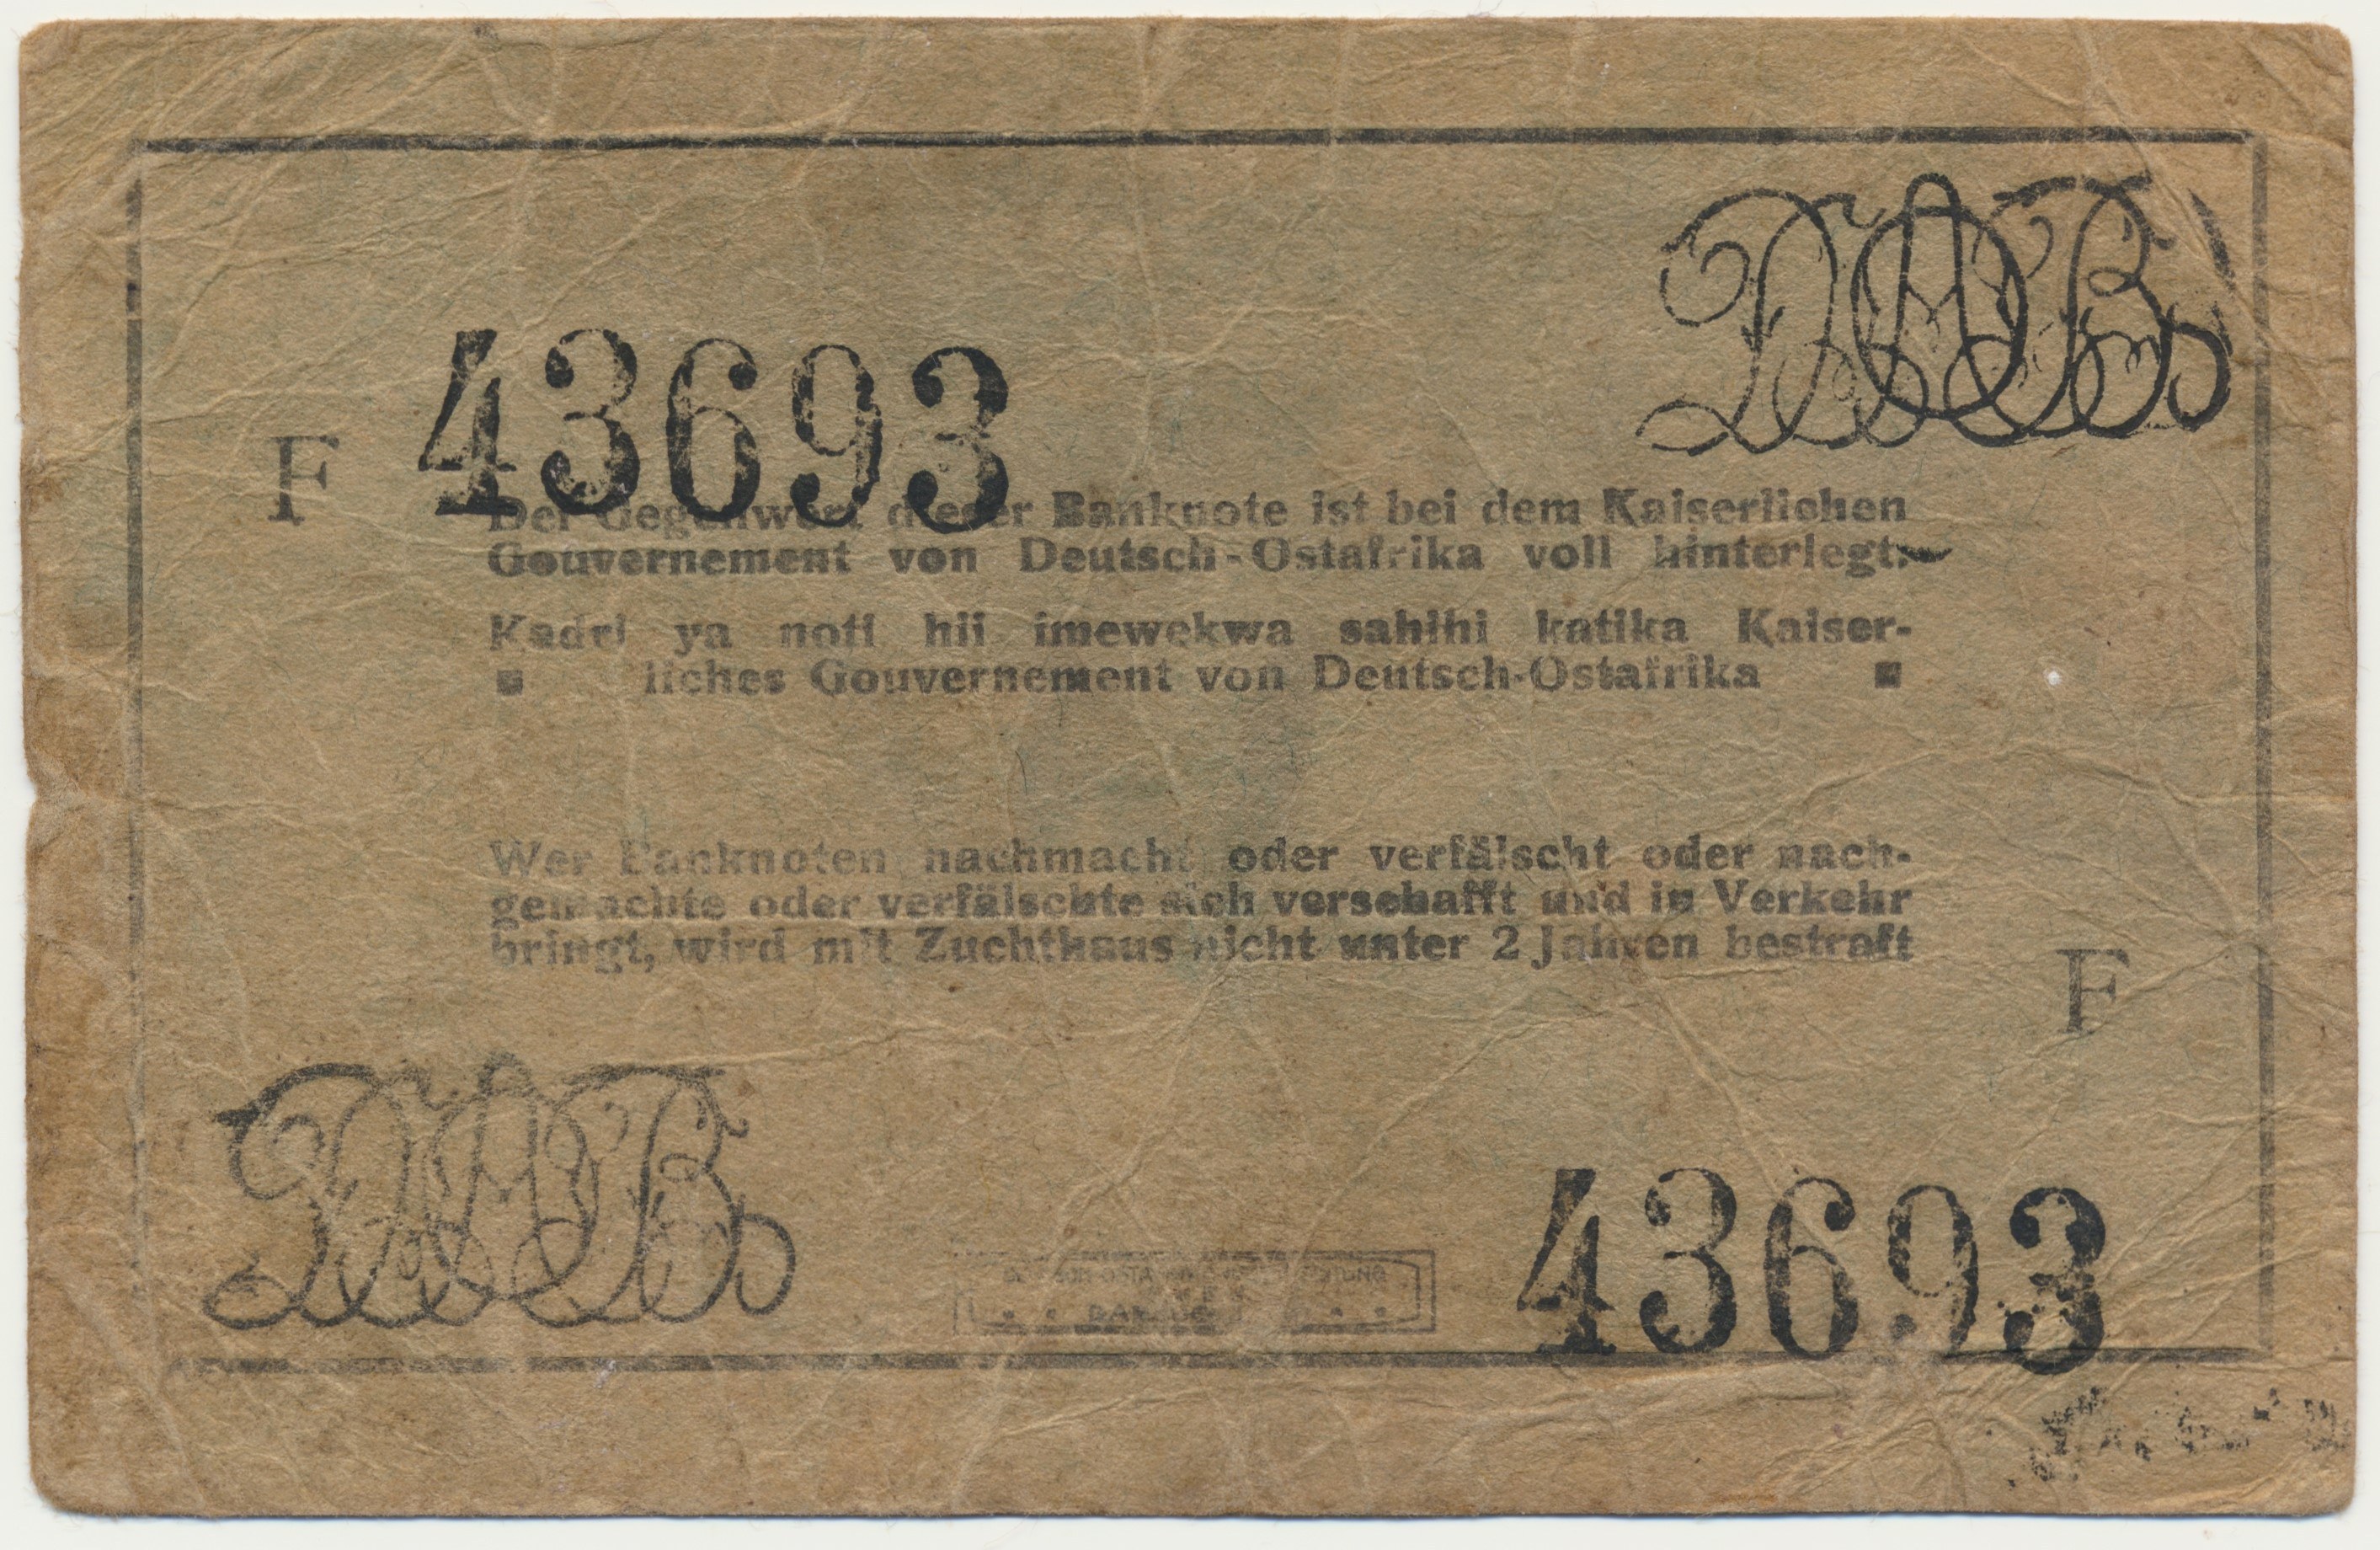 DOAB
43693
F
Der Gegenwert dieser Banknote ist bei dem Kaiserlichen
Gouvernement von Deutsch-Ostafrika voll hinterlegt.
Kadri ya noti hii imewekwa sahihi katika Kaiser-
liches Gouvernement von Deutsch-Ostafrika
Wer Banknoten nachmacht oder verfälscht oder nach-
gemachte oder verfälschte sich verschafft und in Verkehr
bringt, wird mit Zuchthaus nicht unter 2 Jahren bestraft
F
DOAB
43693